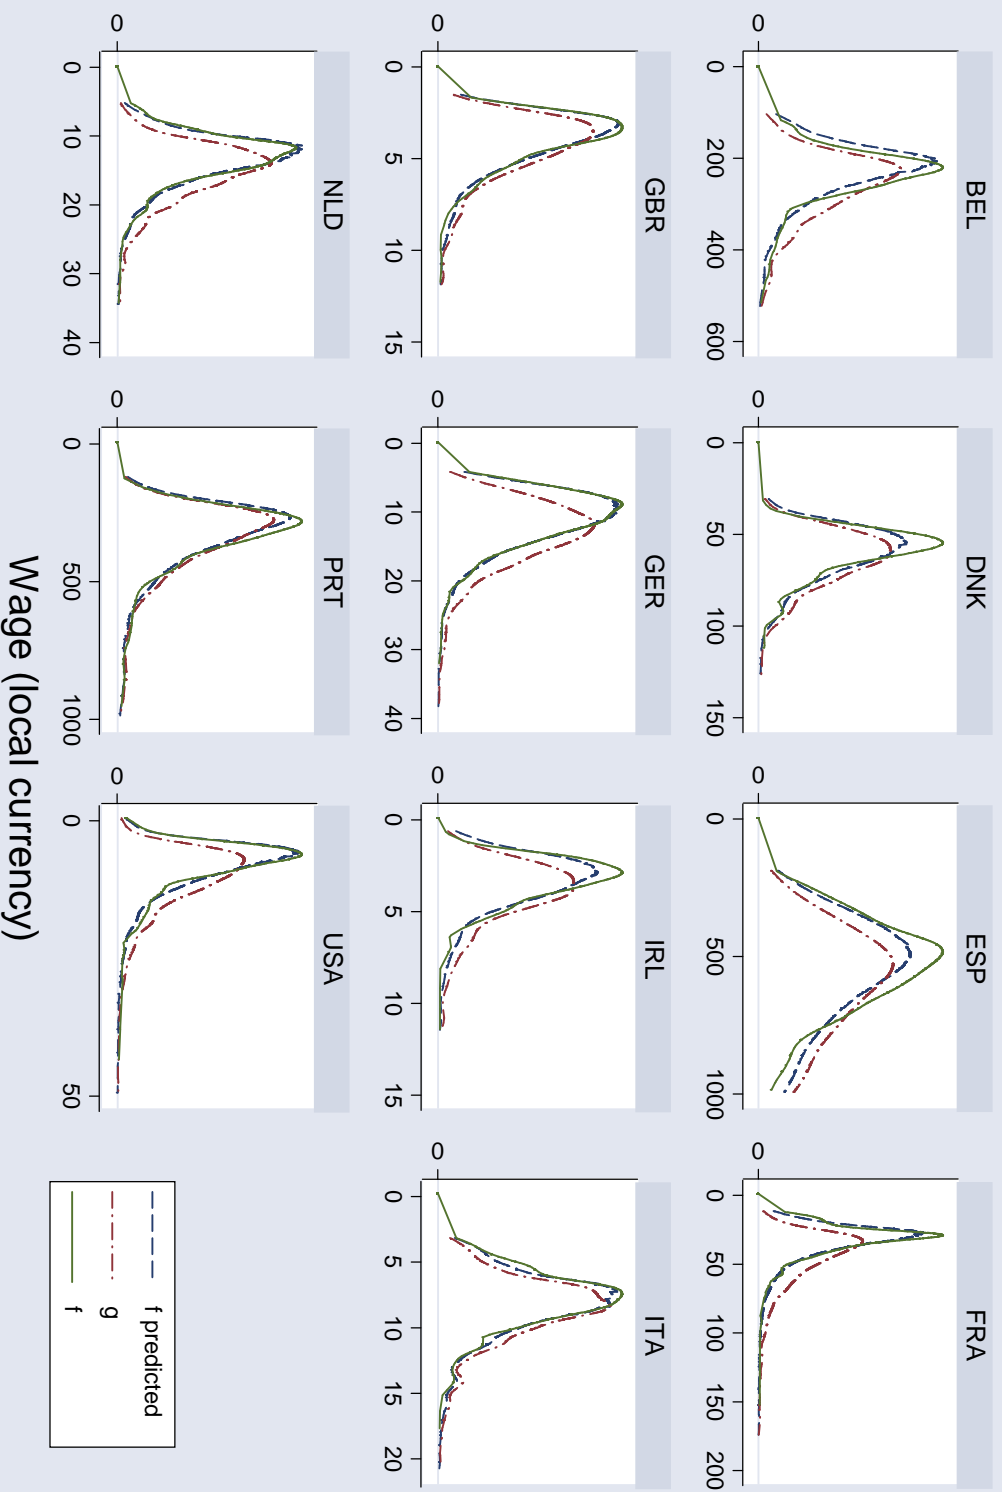 BEL
DNK
ESP
FRA
0
0
0
0
0 200 400 600
0 50 100 150
0 500 1000
0 50 100 150 200
GBR
GER
IRL
ITA
0
0
0
0
0 5 10 15
0 10 20 30 40
0 5 10 15
0 5 10 15 20
NLD
PRT
USA
0
0
0
0 10 20 30 40
0 500 1000
0 50
Wage (local currency)
f predicted
g
f